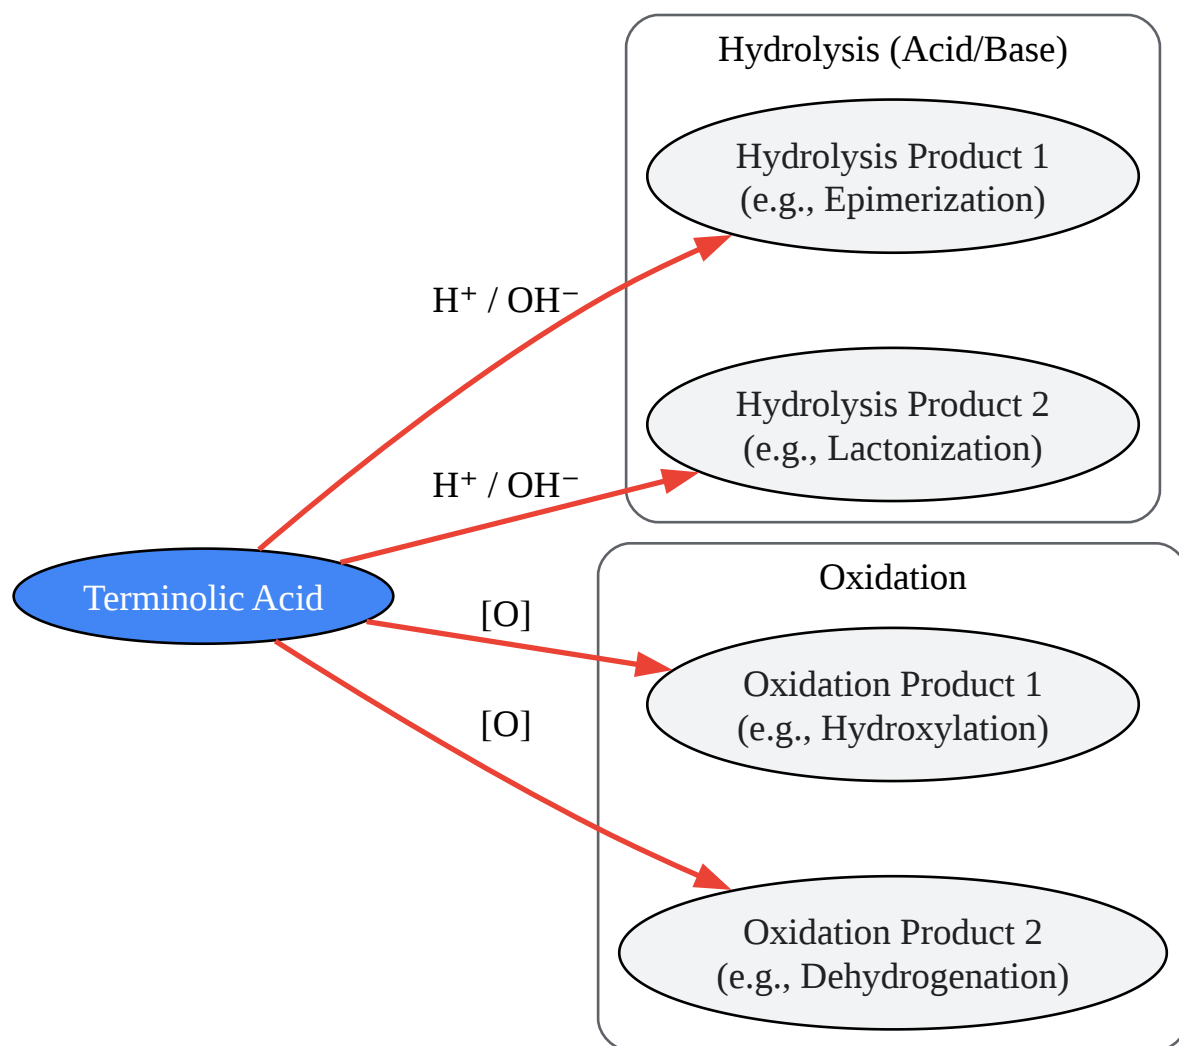 Hydrolysis (Acid/Base)
Hydrolysis Product 1
(e.g., Epimerization)
H⁺ / OH⁻
Hydrolysis Product 2
(e.g., Lactonization)
H⁺ / OH⁻
Terminolic Acid
Oxidation
[O]
Oxidation Product 1
(e.g., Hydroxylation)
[O]
Oxidation Product 2
(e.g., Dehydrogenation)